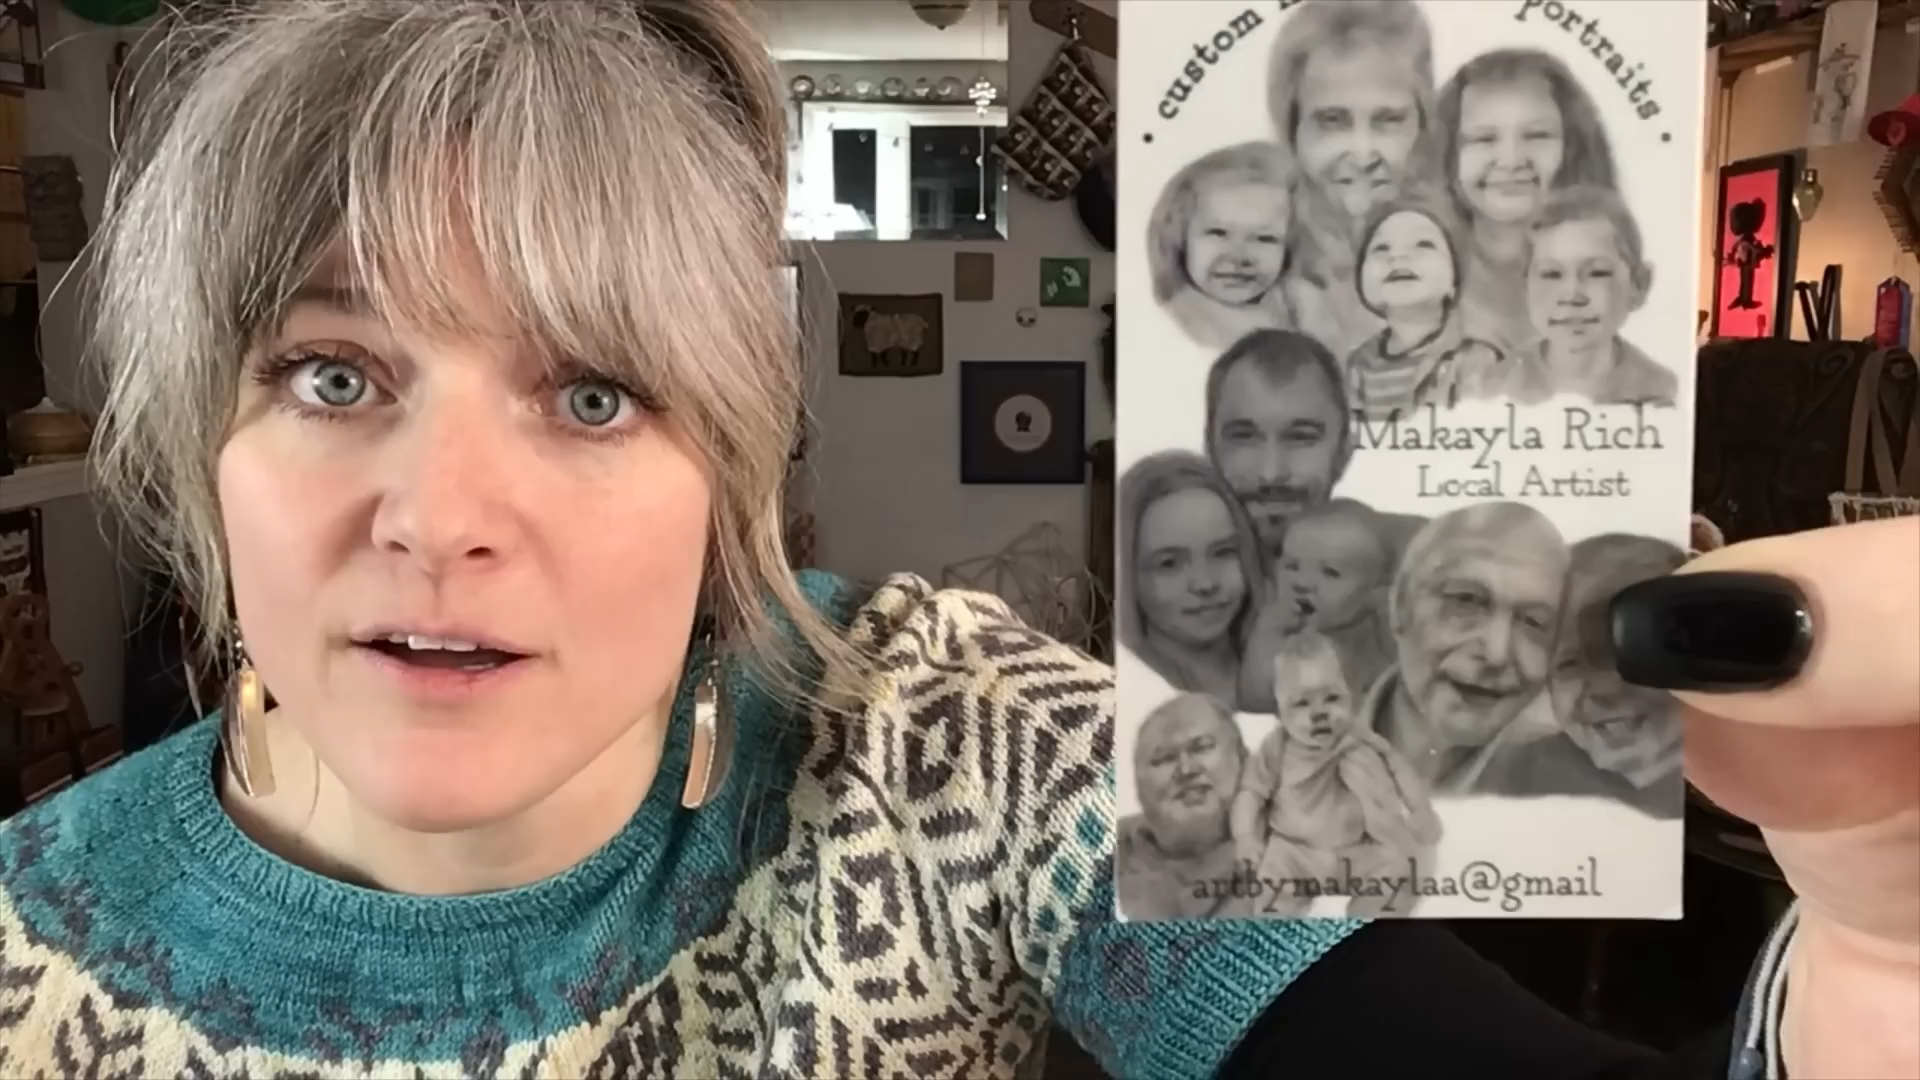 • custom
portraits •
Makayla Rich
Local Artist
artbymakaylaa@gmail